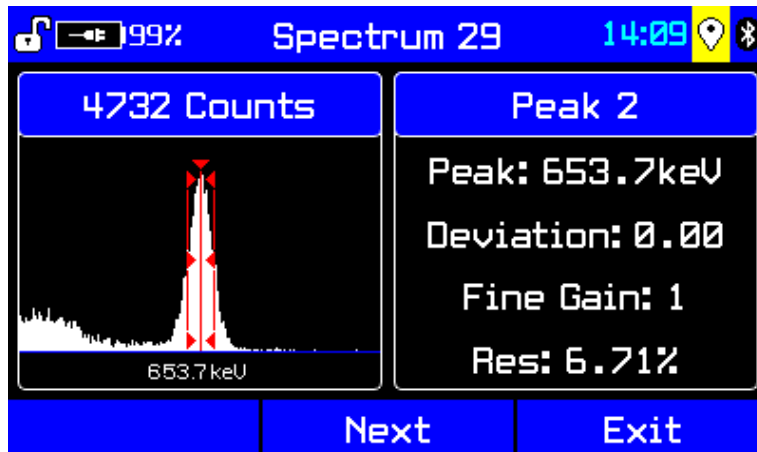 99% Spectrum 29 14:09
4732 Counts
653.7keV
Peak 2
Peak: 653.7keV
Deviation: 0.00
Fine Gain: 1
Res: 6.71%
Next Exit